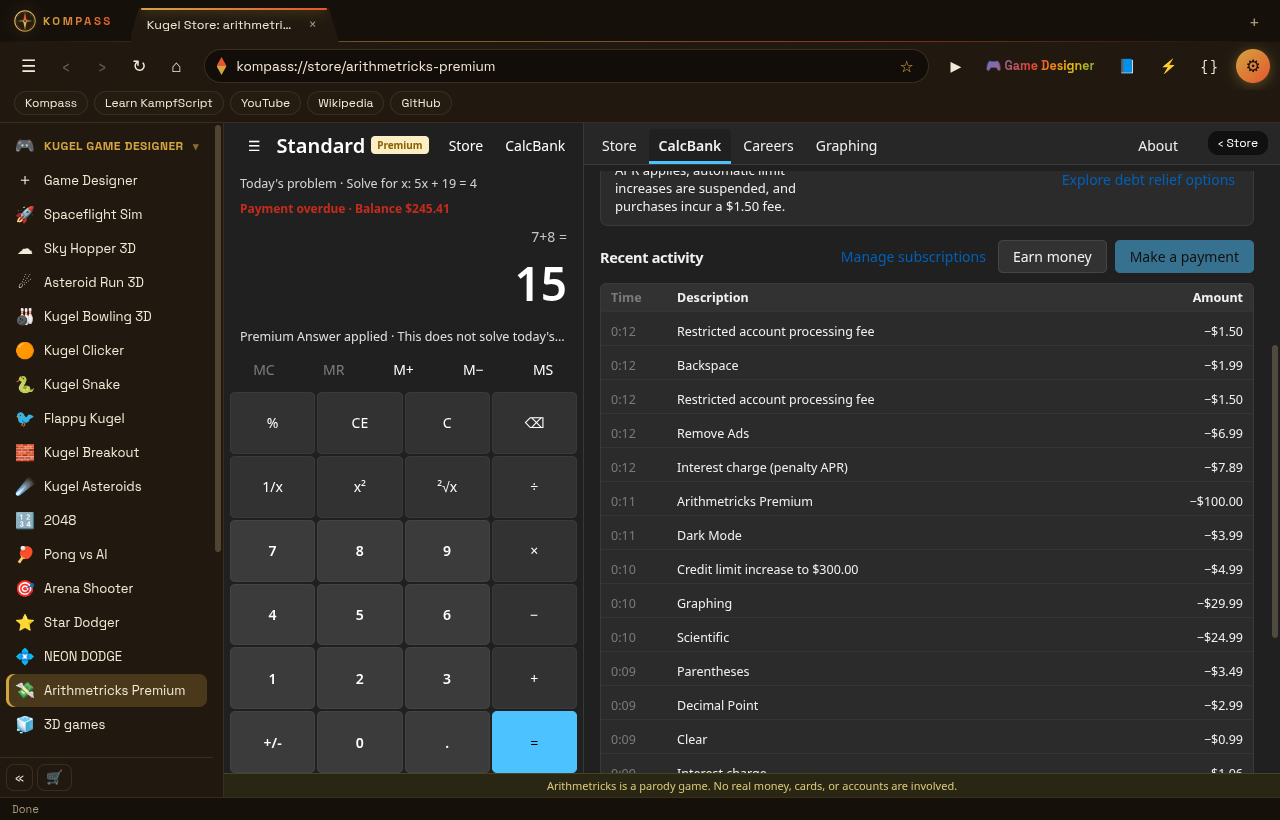 KOMPASS
Kugel Store: arithmetri...
×
+
☰
<
>
↻
⌂
kompass://store/arithmetricks-premium
☆
▶
🎮 Game Designer
📘
⚡
{}
⚙
Kompass
Learn KampfScript
YouTube
Wikipedia
GitHub
🎮 KUGEL GAME DESIGNER ▾
+ Game Designer
🚀 Spaceflight Sim
☁ Sky Hopper 3D
☄ Asteroid Run 3D
🎳 Kugel Bowling 3D
🟠 Kugel Clicker
🐍 Kugel Snake
🐦 Flappy Kugel
🧱 Kugel Breakout
☄️ Kugel Asteroids
🔢 2048
🏓 Pong vs AI
🎯 Arena Shooter
⭐ Star Dodger
💠 NEON DODGE
💸 Arithmetricks Premium
🧊 3D games
«
🛒
Done
☰ Standard Premium Store CalcBank
Today's problem · Solve for x: 5x + 19 = 4
Payment overdue · Balance $245.41
7+8 =
15
Premium Answer applied · This does not solve today's...
MC MR M+ M− MS
% CE C ⌫
1/x x² ²√x ÷
7 8 9 ×
4 5 6 −
1 2 3 +
+/- 0 . =
Store CalcBank Careers Graphing About
< Store
APR applies, automatic limit
increases are suspended, and
purchases incur a $1.50 fee.
Explore debt relief options
Recent activity
Manage subscriptions
Earn money
Make a payment
Time Description Amount
0:12 Restricted account processing fee −$1.50
0:12 Backspace −$1.99
0:12 Restricted account processing fee −$1.50
0:12 Remove Ads −$6.99
0:12 Interest charge (penalty APR) −$7.89
0:11 Arithmetricks Premium −$100.00
0:11 Dark Mode −$3.99
0:10 Credit limit increase to $300.00 −$4.99
0:10 Graphing −$29.99
0:10 Scientific −$24.99
0:09 Parentheses −$3.49
0:09 Decimal Point −$2.99
0:09 Clear −$0.99
0:09 Interest charge −$1.06
Arithmetricks is a parody game. No real money, cards, or accounts are involved.